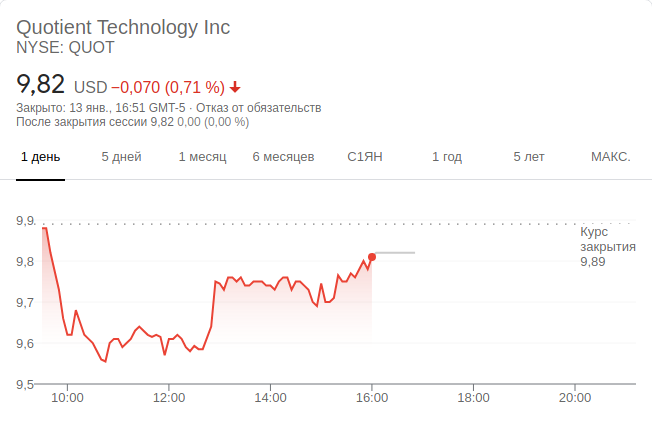 Quotient Technology Inc
NYSE: QUOT
9,82 USD −0,070 (0,71 %)
Закрыто: 13 янв., 16:51 GMT-5 · Отказ от обязательств
После закрытия сессии 9,82 0,00 (0,00 %)
1 день 5 дней 1 месяц 6 месяцев С1ЯН 1 год 5 лет МАКС.
9,9
Курс
закрытия
9,89
9,8
9,7
9,6
9,5
10:00 12:00 14:00 16:00 18:00 20:00